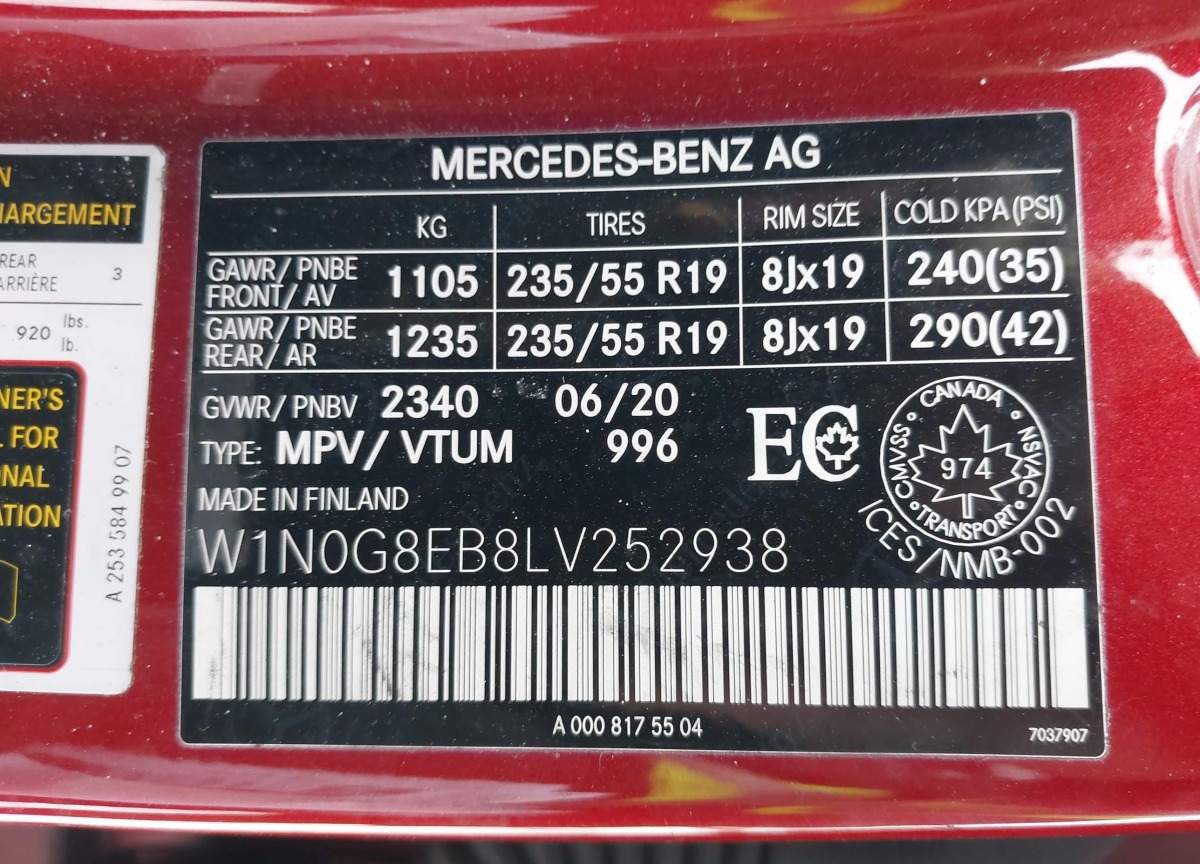 N
HARGEMENT
REAR
ARRIÈRE 3
920 lbs.
lb.
NER'S
L FOR
ONAL
ATION
A 253 584 99 07
MERCEDES-BENZ AG
KG TIRES RIM SIZE COLD KPA (PSI)
GAWR/ PNBE
FRONT/ AV 1105 235/55 R19 8Jx19 240(35)
GAWR/ PNBE
REAR/ AR 1235 235/55 R19 8Jx19 290(42)
GVWR/ PNBV 2340 06/20
TYPE: MPV/ VTUM 996
MADE IN FINLAND
W1N0G8EB8LV252938
EC
CANADA
CMVSS 974 NSVAC
TRANSPORT
ICES/NMB-002
A 000 817 55 04
7037907